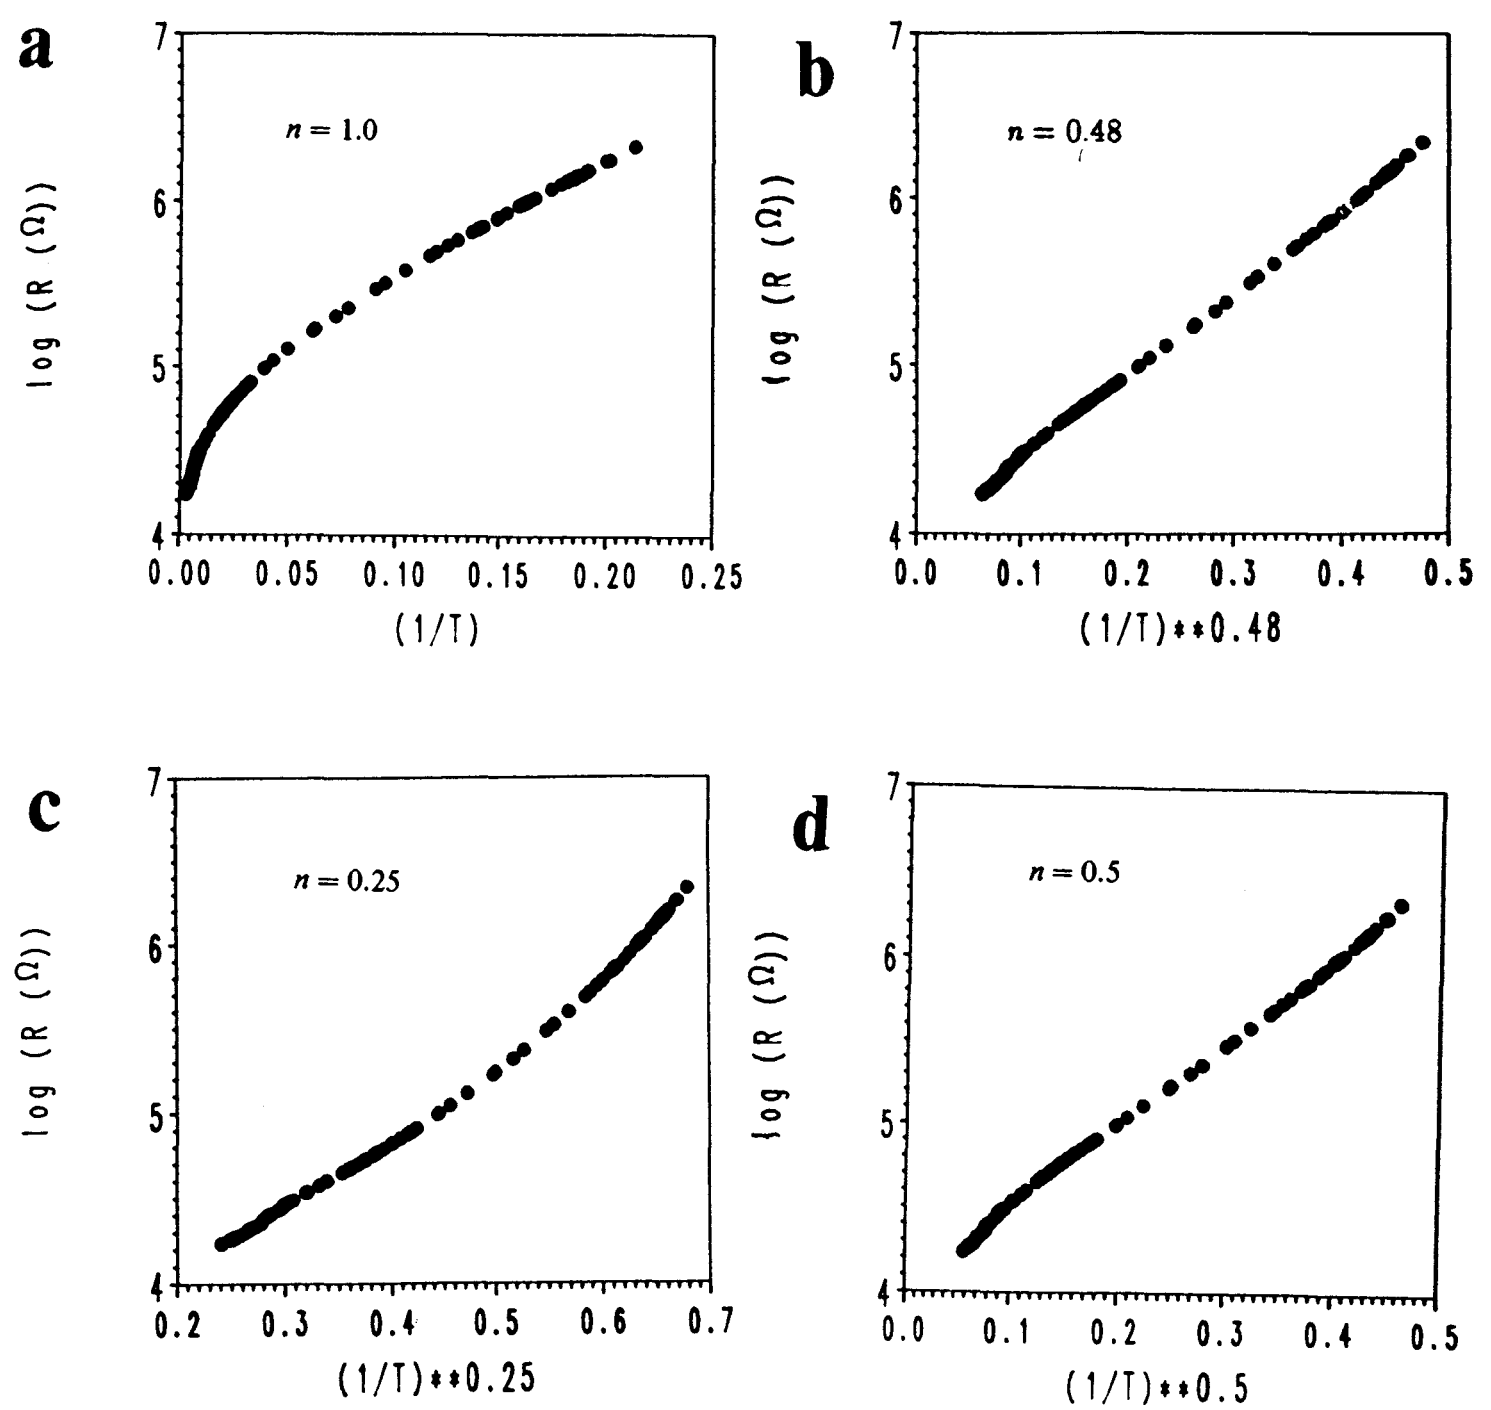 a
7
6
5
4
n = 1.0
log (R (Ω))
0.00 0.05 0.10 0.15 0.20 0.25
(1/T)
b
7
6
5
4
n = 0.48
log (R (Ω))
0.0 0.1 0.2 0.3 0.4 0.5
(1/T)**0.48
c
7
6
5
4
n = 0.25
log (R (Ω))
0.2 0.3 0.4 0.5 0.6 0.7
(1/T)**0.25
d
7
6
5
4
n = 0.5
log (R (Ω))
0.0 0.1 0.2 0.3 0.4 0.5
(1/T)**0.5